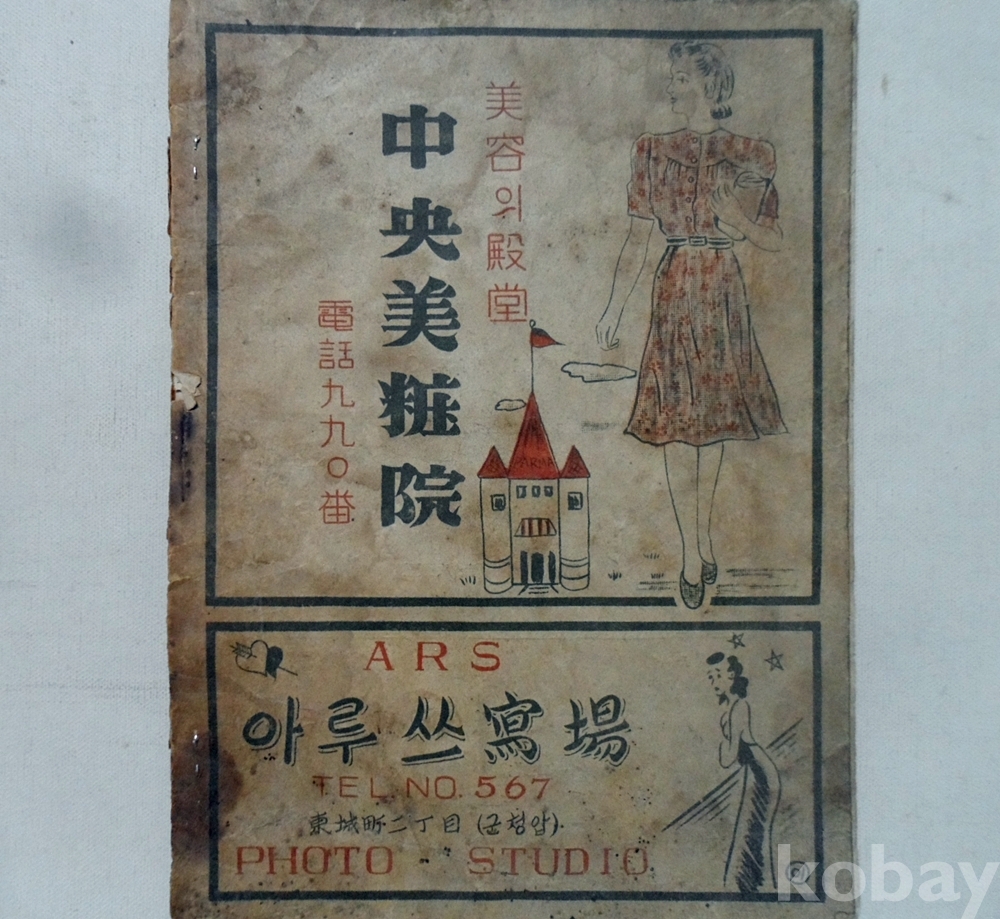 美容의殿堂
中央美粧院
電話九九〇番
PARMA
ARS
아루쓰寫場
TEL NO. 567
東城町二丁目 (군청앞).
PHOTO · STUDIO
kobay